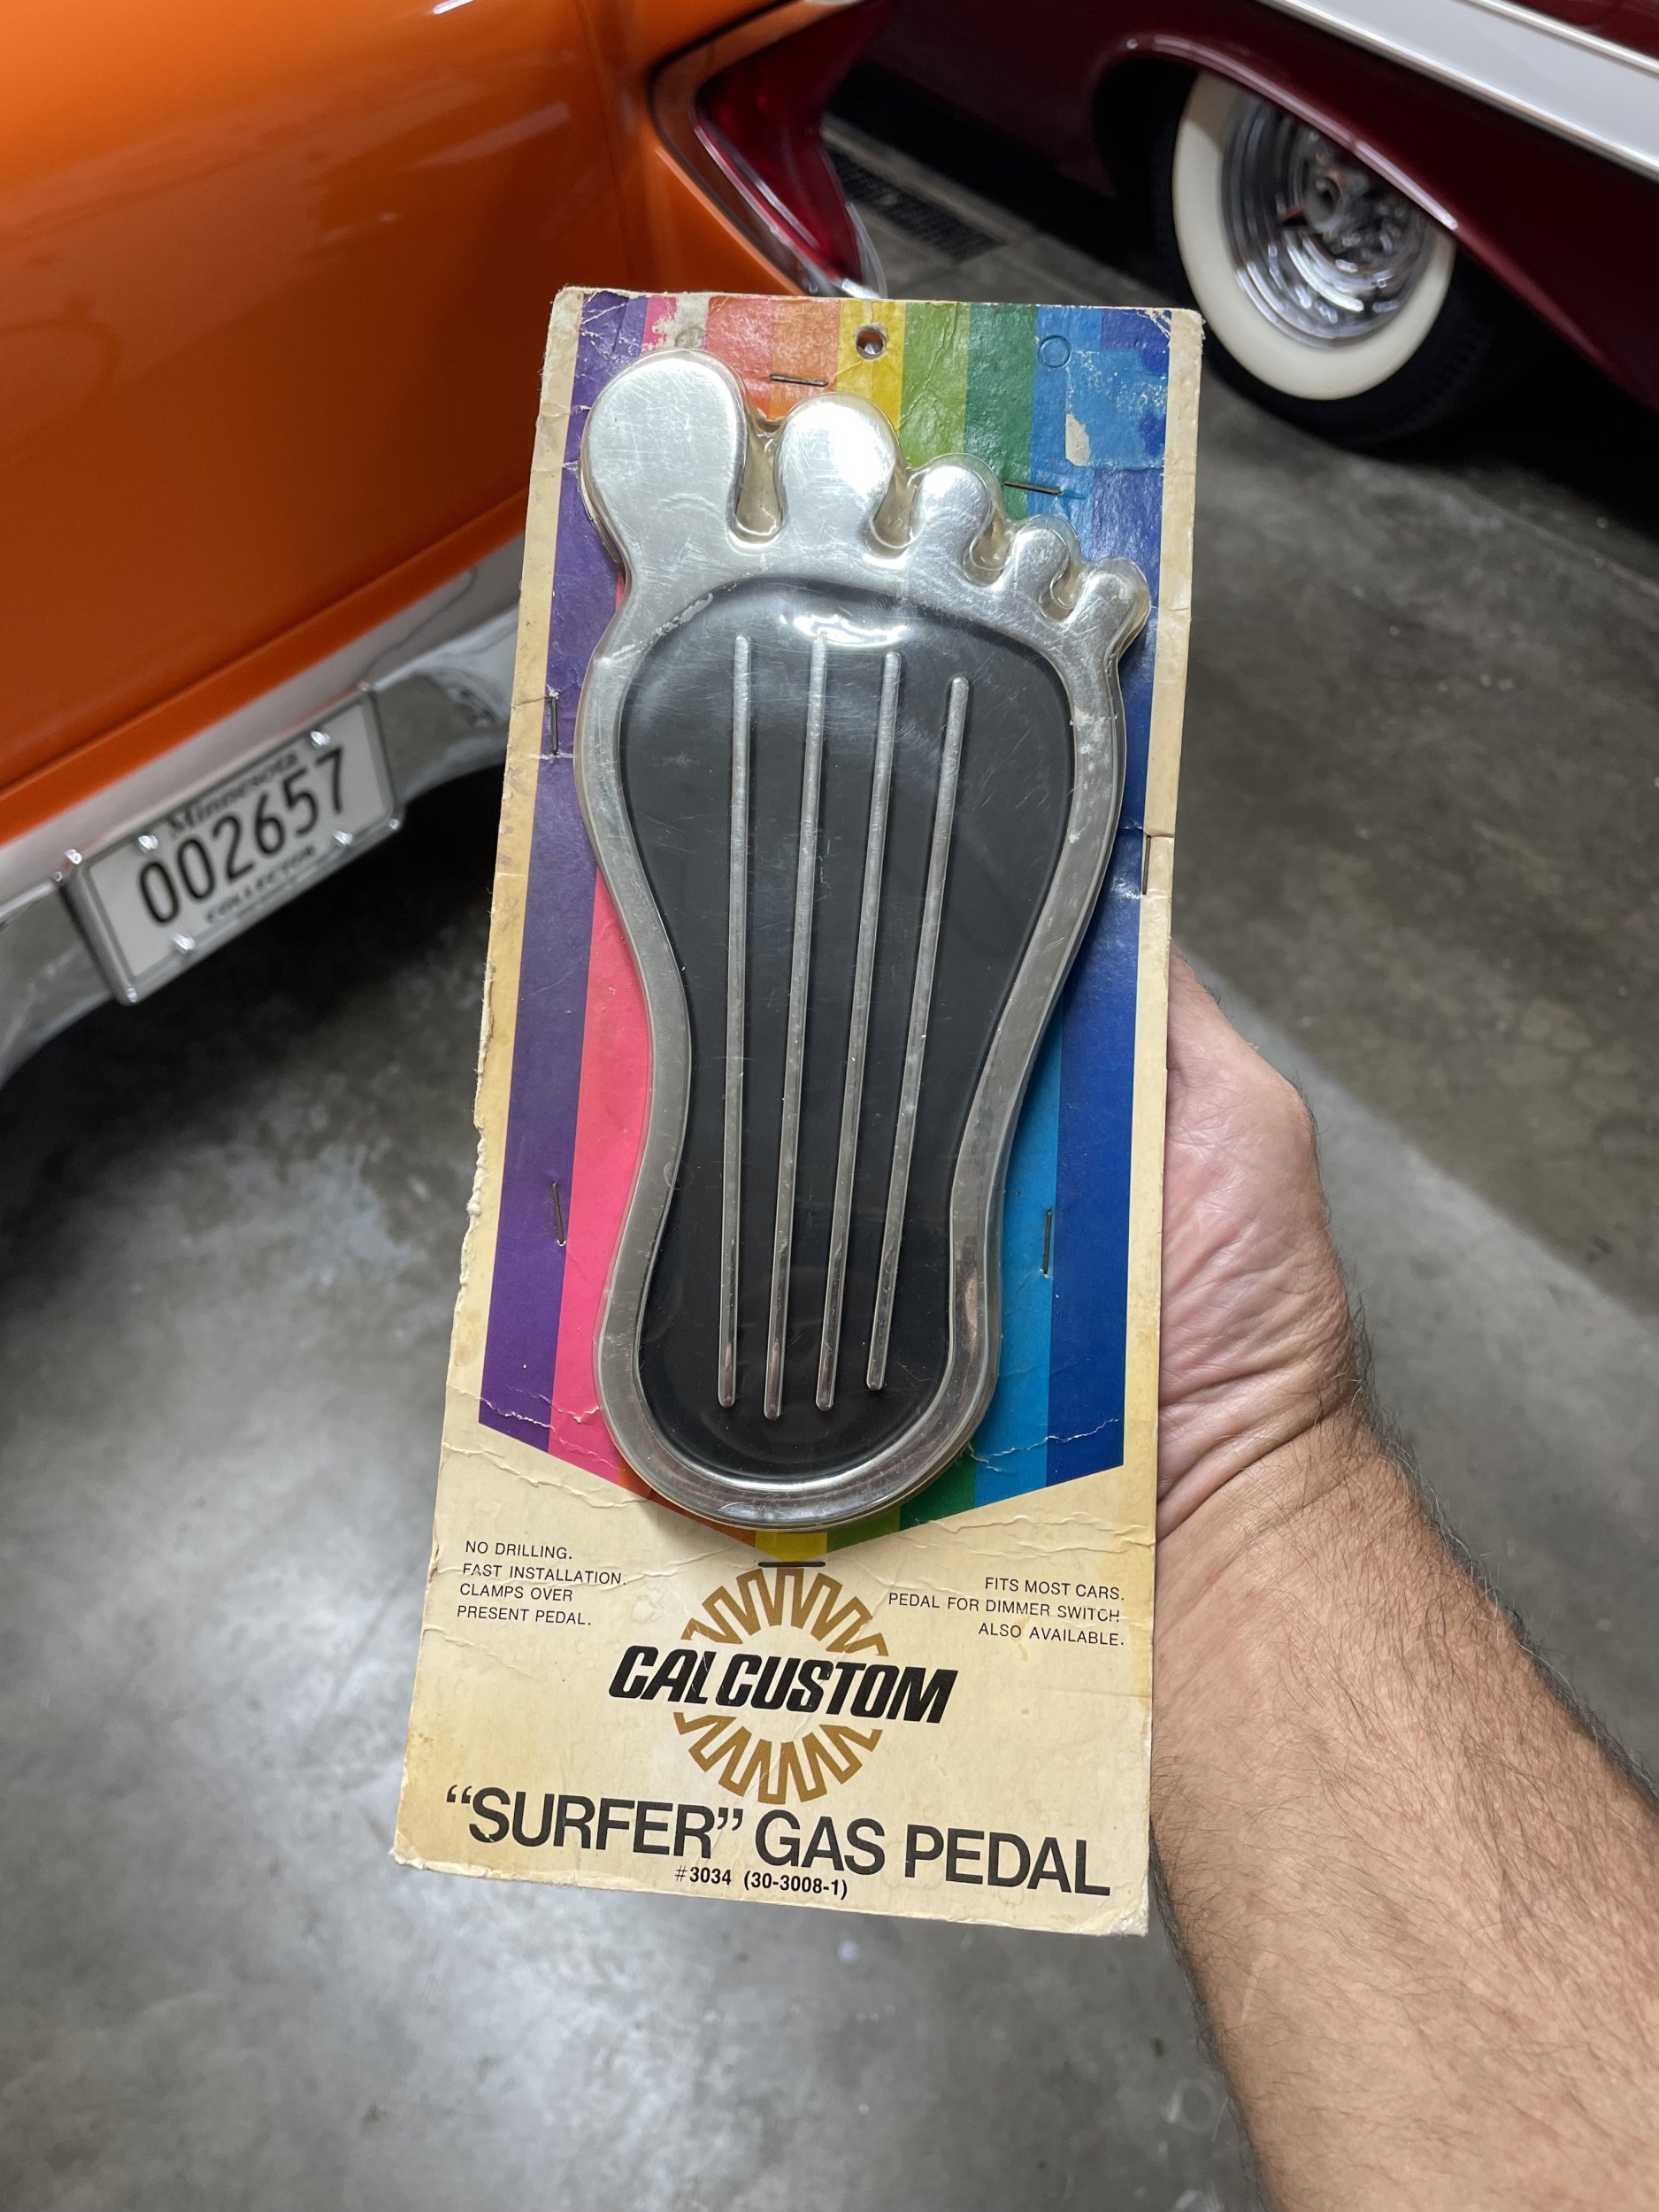 Minnesota
002657
COLLECTOR
NO DRILLING.
FAST INSTALLATION.
CLAMPS OVER
PRESENT PEDAL.
FITS MOST CARS.
PEDAL FOR DIMMER SWITCH
ALSO AVAILABLE.
CAL CUSTOM
“SURFER” GAS PEDAL
#3034 (30-3008-1)